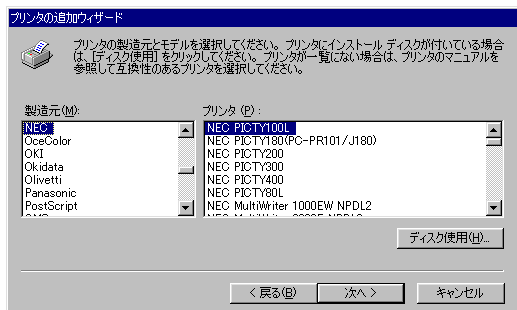 プリンタの追加ウィザード
プリンタの製造元とモデルを選択してください。プリンタにインストール ディスクが付いている場合
は、[ディスク使用] をクリックしてください。プリンタが一覧にない場合は、プリンタのマニュアルを
参照して互換性のあるプリンタを選択してください。
製造元(M):
NEC
OceColor
OKI
Okidata
Olivetti
Panasonic
PostScript
プリンタ (P) :
NEC PICTY100L
NEC PICTY180(PC-PR101/J180)
NEC PICTY200
NEC PICTY300
NEC PICTY400
NEC PICTY80L
NEC MultiWriter 1000EW NPDL2
ディスク使用(H)...
< 戻る(B)
次へ >
キャンセル